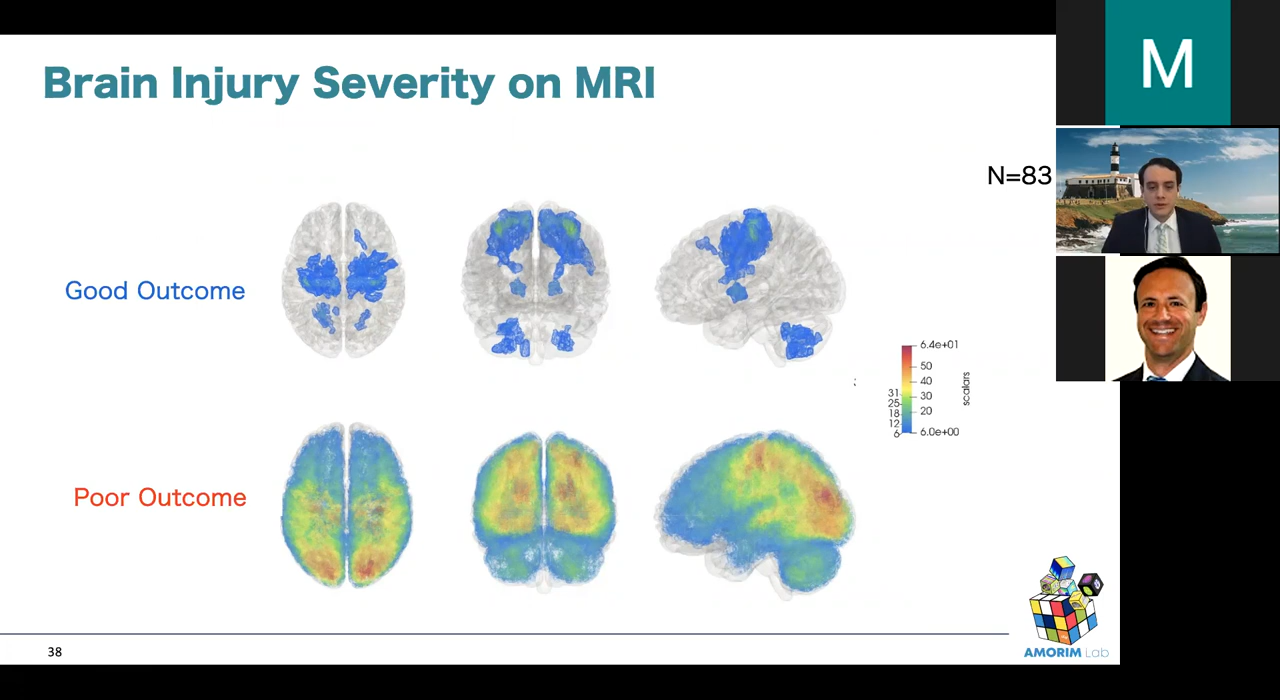 Brain Injury Severity on MRI
M
N=83
Good Outcome
6.4e+01
50
40
31
30
25
18
20
12
6
6.0e+00
scalars
Poor Outcome
AMORIM Lab
38